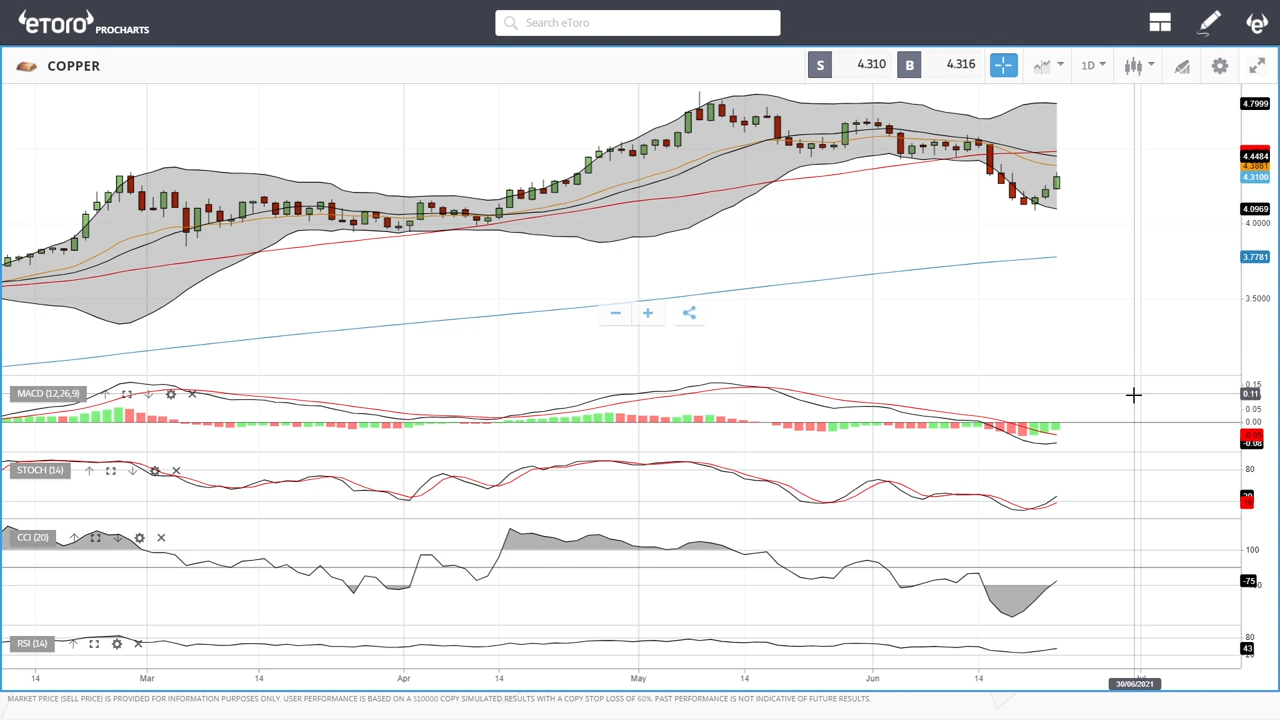 eToro PROCHARTS
Search eToro
COPPER
S 4.310 B 4.316
1D
4.7999
4.4484
4.3100
4.0969
4.0000
3.7781
3.5000
MACD (12,26,9)
0.15
0.11
0.05
0.00
-0.08
STOCH (14)
80
CCI (20)
100
-75
RSI (14)
80
43
14 Mar 14 Apr 14 May 14 Jun 14
30/06/2021
MARKET PRICE (SELL PRICE) IS PROVIDED FOR INFORMATION PURPOSES ONLY. USER PERFORMANCE IS BASED ON A $10000 COPY SIMULATED RESULTS WITH A COPY STOP LOSS OF 60%. PAST PERFORMANCE IS NOT INDICATIVE OF FUTURE RESULTS.